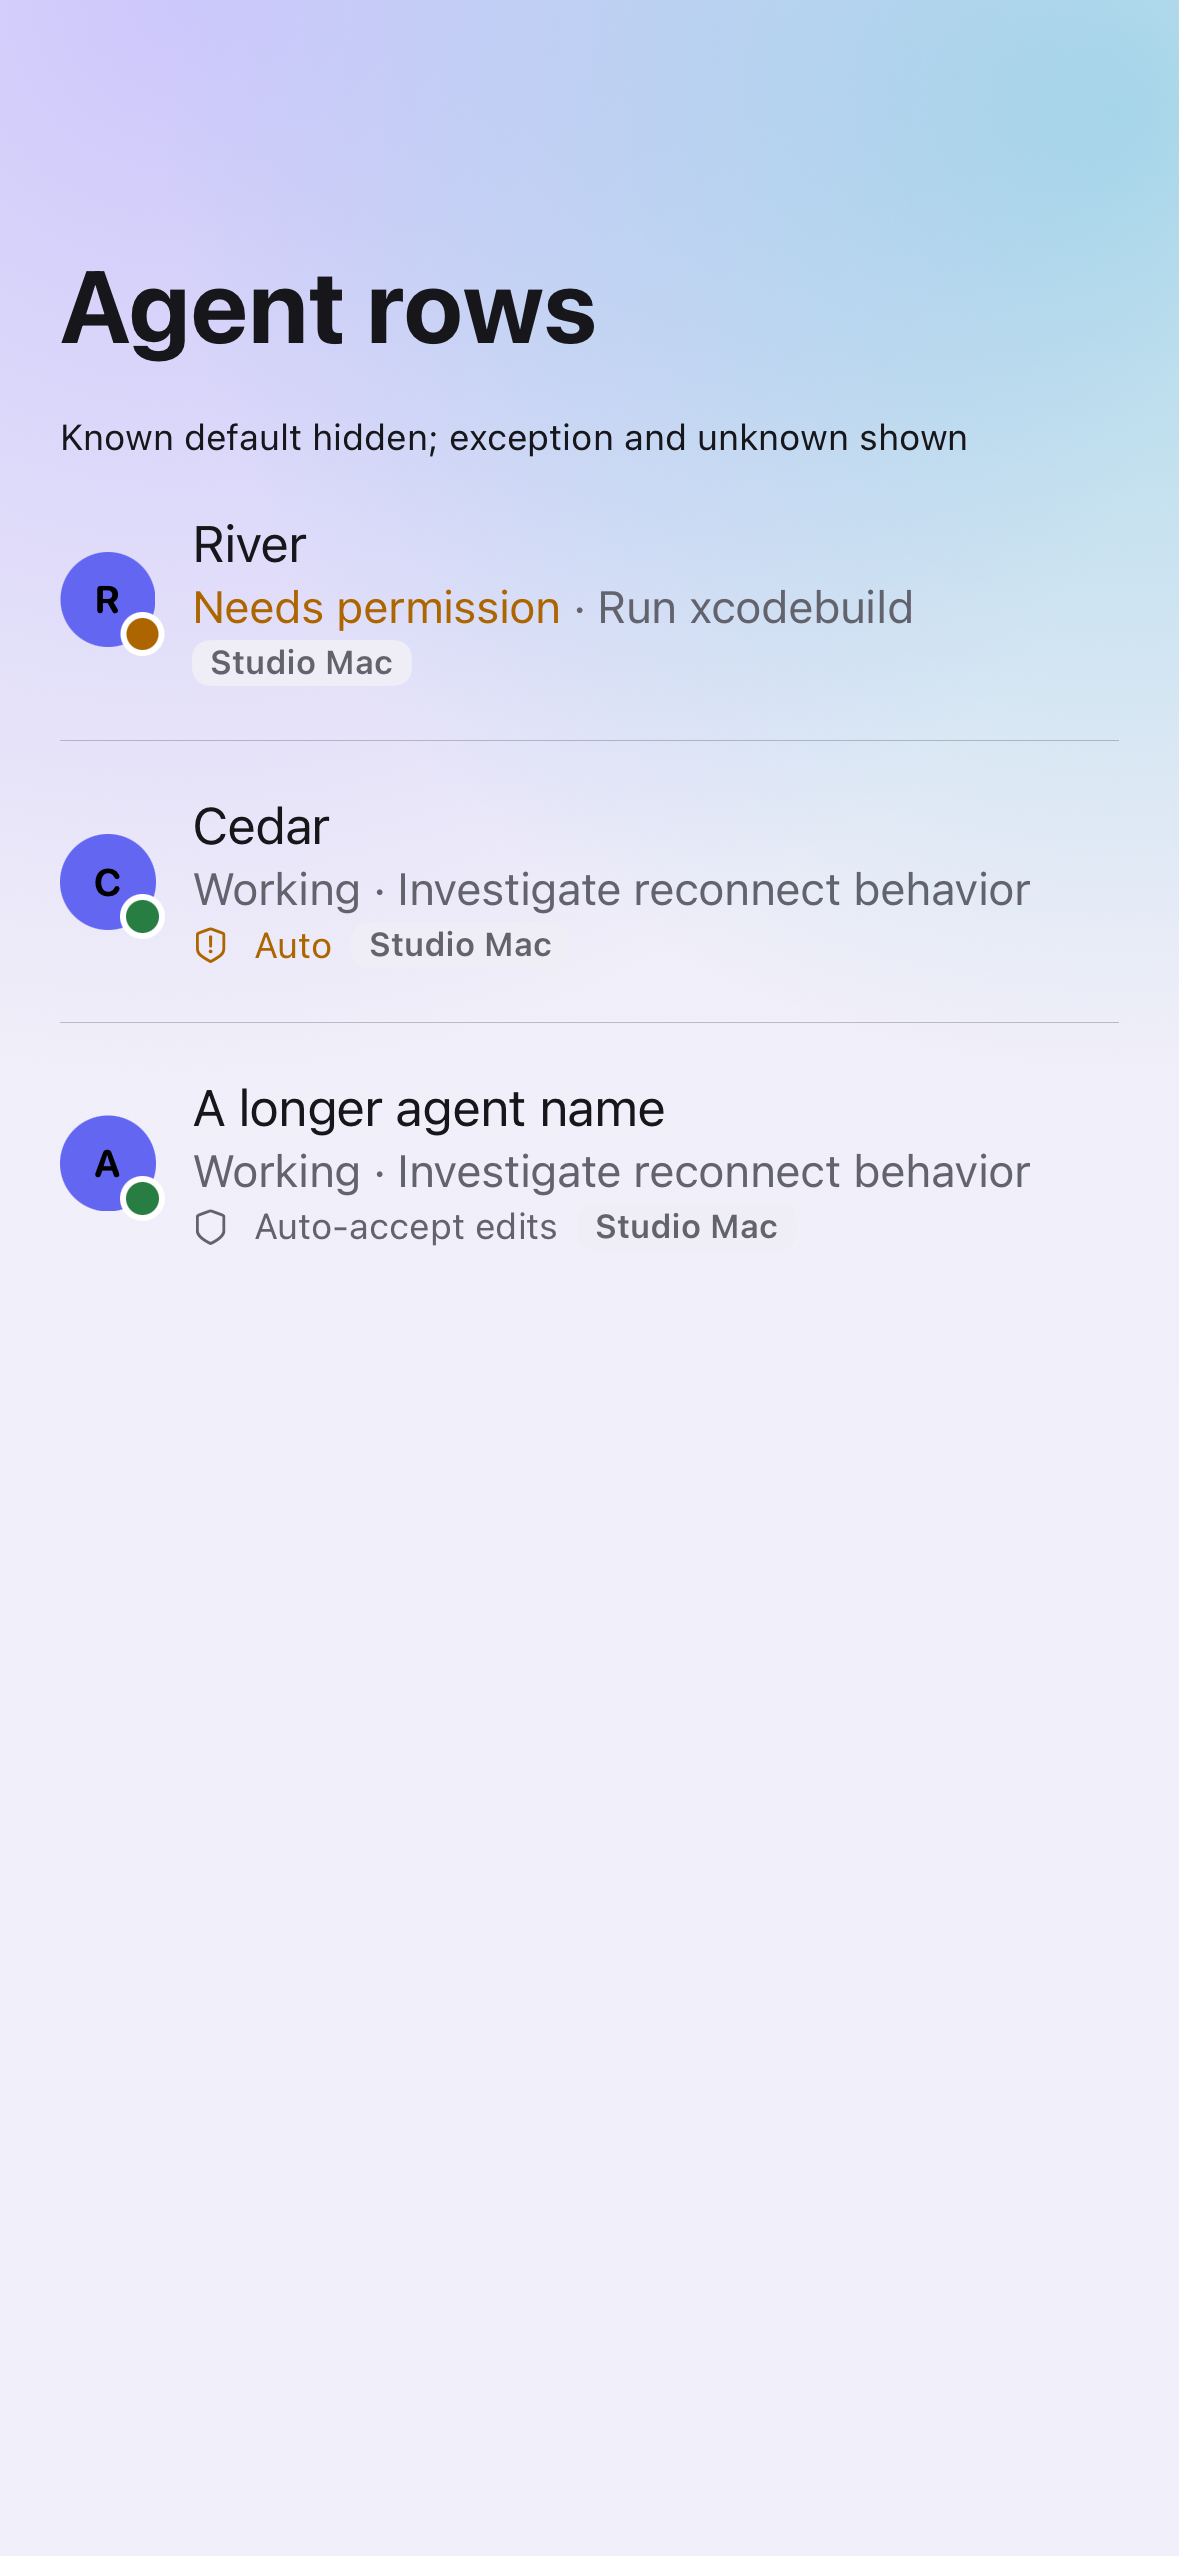 Agent rows
Known default hidden; exception and unknown shown
River
R
Needs permission · Run xcodebuild
Studio Mac
Cedar
C
Working · Investigate reconnect behavior
Auto Studio Mac
A longer agent name
A
Working · Investigate reconnect behavior
Auto-accept edits Studio Mac